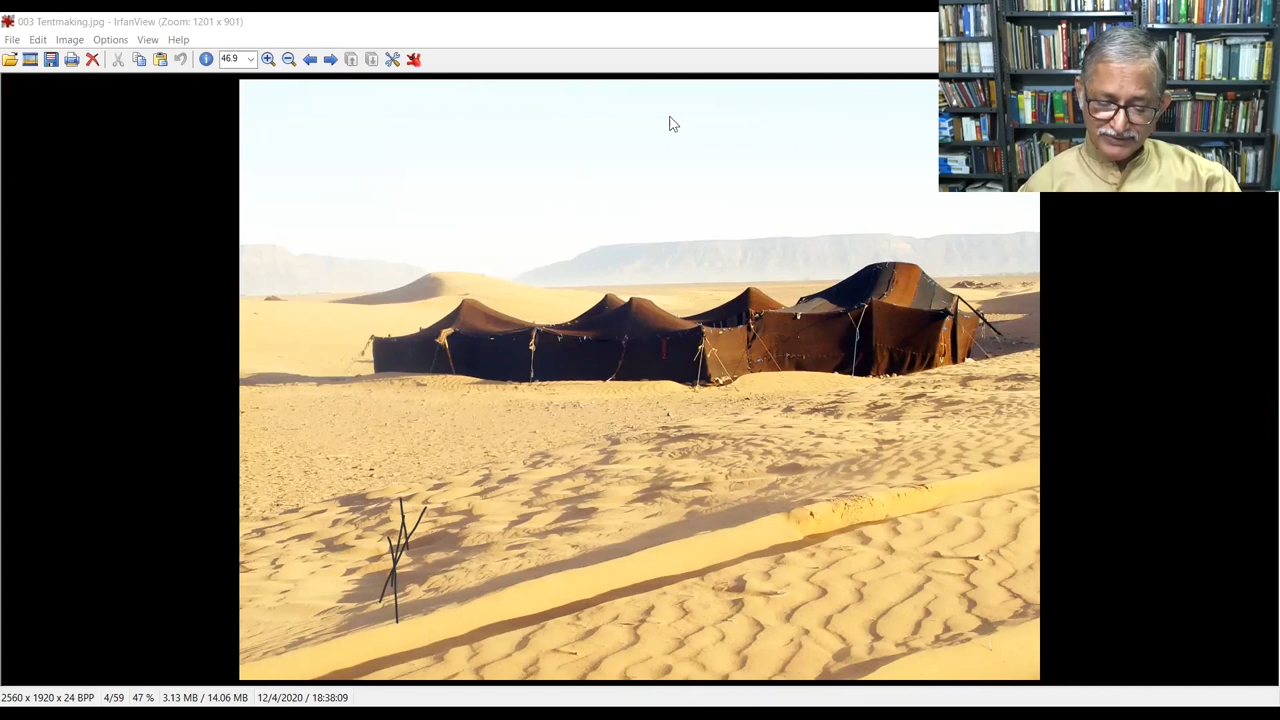 003 Tentmaking.jpg - IrfanView (Zoom: 1201 x 901)
File Edit Image Options View Help
46.9
2560 x 1920 x 24 BPP 4/59 47 % 3.13 MB / 14.06 MB 12/4/2020 / 18:38:09